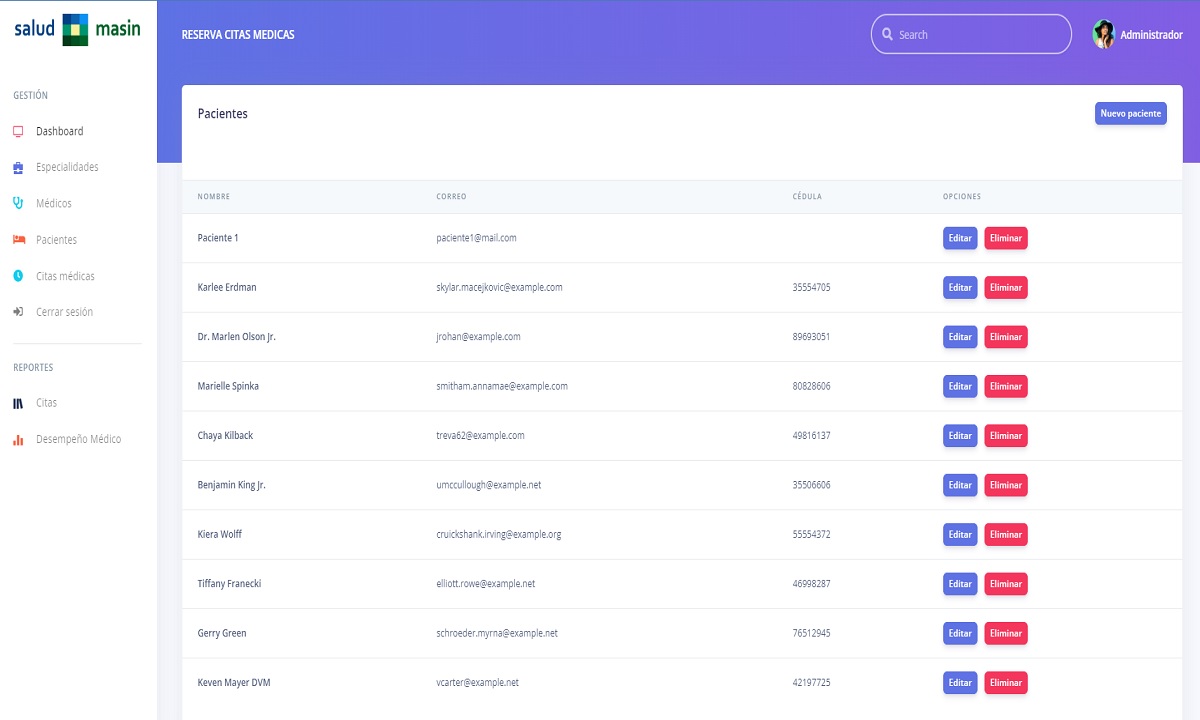 salud masin
RESERVA CITAS MEDICAS
Search
Administrador
GESTIÓN
Dashboard
Especialidades
Médicos
Pacientes
Citas médicas
Cerrar sesión
REPORTES
Citas
Desempeño Médico
Pacientes
Nuevo paciente
NOMBRE CORREO CÉDULA OPCIONES
Paciente 1 paciente1@mail.com Editar Eliminar
Karlee Erdman skylar.macejkovic@example.com 35554705 Editar Eliminar
Dr. Marlen Olson Jr. jrohan@example.com 89693051 Editar Eliminar
Marielle Spinka smitham.annamae@example.com 80828606 Editar Eliminar
Chaya Kilback treva62@example.com 49816137 Editar Eliminar
Benjamin King Jr. umccullough@example.net 35506606 Editar Eliminar
Kiera Wolff cruickshank.irving@example.org 55554372 Editar Eliminar
Tiffany Franecki elliott.rowe@example.net 46998287 Editar Eliminar
Gerry Green schroeder.myrna@example.net 76512945 Editar Eliminar
Keven Mayer DVM vcarter@example.net 42197725 Editar Eliminar